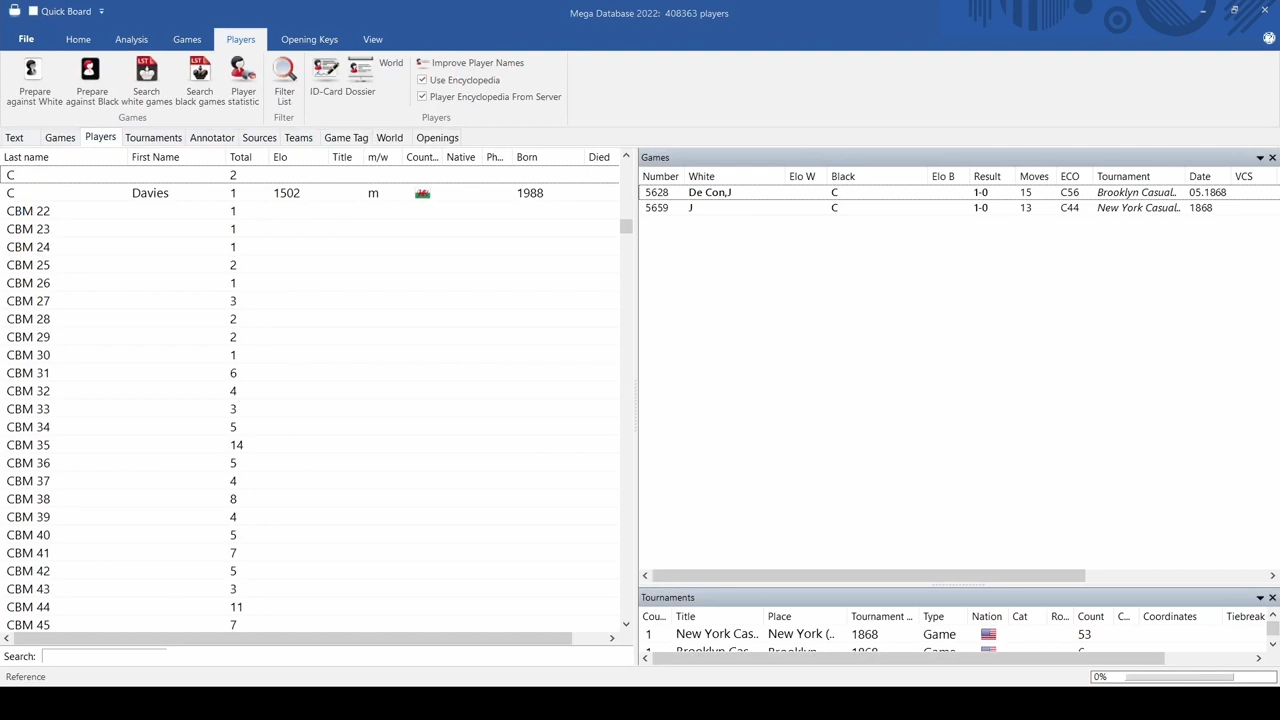 Quick Board
Mega Database 2022: 408363 players
File Home Analysis Games Players Opening Keys View
Prepare against White
Prepare against Black
Search white games
Search black games
Player statistic
Games
Filter List
Filter
ID-Card Dossier World
Improve Player Names
Use Encyclopedia
Player Encyclopedia From Server
Players
Text Games Players Tournaments Annotator Sources Teams Game Tag World Openings
Last name First Name Total Elo Title m/w Count... Native Ph... Born Died
C 2
C Davies 1 1502 m 1988
CBM 22 1
CBM 23 1
CBM 24 1
CBM 25 2
CBM 26 1
CBM 27 3
CBM 28 2
CBM 29 2
CBM 30 1
CBM 31 6
CBM 32 4
CBM 33 3
CBM 34 5
CBM 35 14
CBM 36 5
CBM 37 4
CBM 38 8
CBM 39 4
CBM 40 5
CBM 41 7
CBM 42 5
CBM 43 3
CBM 44 11
CBM 45 7
Search:
Games
Number White Elo W Black Elo B Result Moves ECO Tournament Date VCS
5628 De Con,J C 1-0 15 C56 Brooklyn Casual.. 05.1868
5659 J C 1-0 13 C44 New York Casual.. 1868
Tournaments
Cou... Title Place Tournament ... Type Nation Cat Ro... Count C... Coordinates Tiebreak
1 New York Cas.. New York (.. 1868 Game 53
Reference
0%